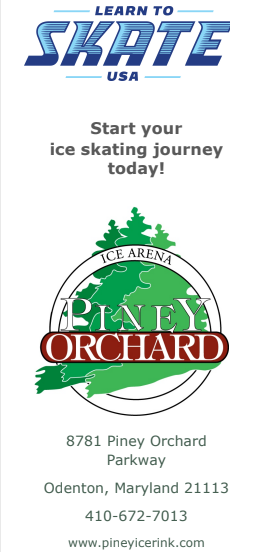 LEARN TO
SKATE
USA
Start your
ice skating journey
today!
ICE ARENA
PINEY
ORCHARD
8781 Piney Orchard
Parkway
Odenton, Maryland 21113
410-672-7013
www.pineyicerink.com